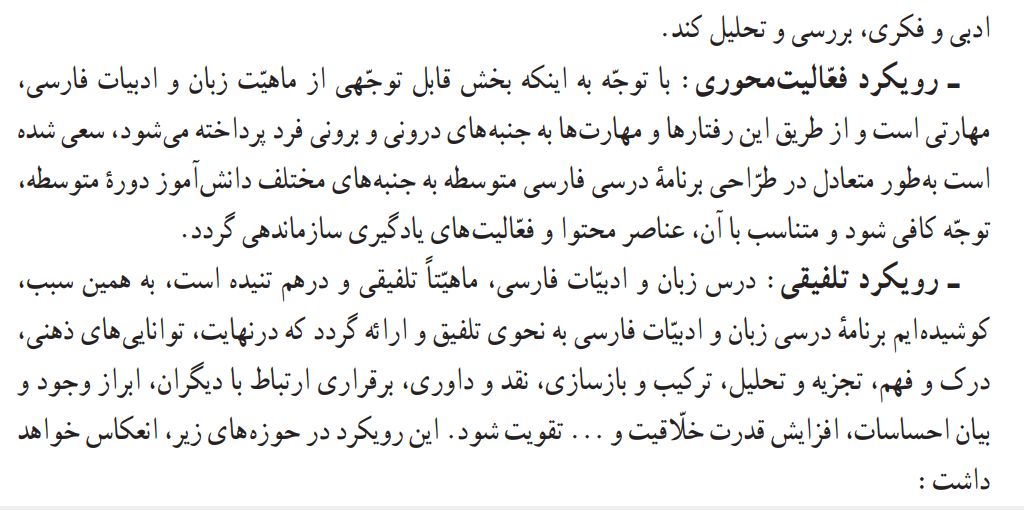 ادبی و فکری، بررسی و تحلیل کند.
ـ رویکرد فعّالیت‌محوری : با توجّه به اینکه بخش قابل توجّهی از ماهیّت زبان و ادبیات فارسی،
مهارتی است و از طریق این رفتارها و مهارت‌ها به جنبه‌های درونی و برونی فرد پرداخته می‌شود، سعی شده
است به‌طور متعادل در طرّاحی برنامهٔ درسی فارسی متوسطه به جنبه‌های مختلف دانش‌آموز دورهٔ متوسطه،
توجّه کافی شود و متناسب با آن، عناصر محتوا و فعّالیت‌های یادگیری سازماندهی گردد.
ـ رویکرد تلفیقی : درس زبان و ادبیّات فارسی، ماهیّتاً تلفیقی و درهم تنیده است، به همین سبب،
کوشیده‌ایم برنامهٔ درسی زبان و ادبیّات فارسی به نحوی تلفیق و ارائه گردد که درنهایت، توانایی‌های ذهنی،
درک و فهم، تجزیه و تحلیل، ترکیب و بازسازی، نقد و داوری، برقراری ارتباط با دیگران، ابراز وجود و
بیان احساسات، افزایش قدرت خلّاقیت و ... تقویت شود. این رویکرد در حوزه‌های زیر، انعکاس خواهد
داشت :